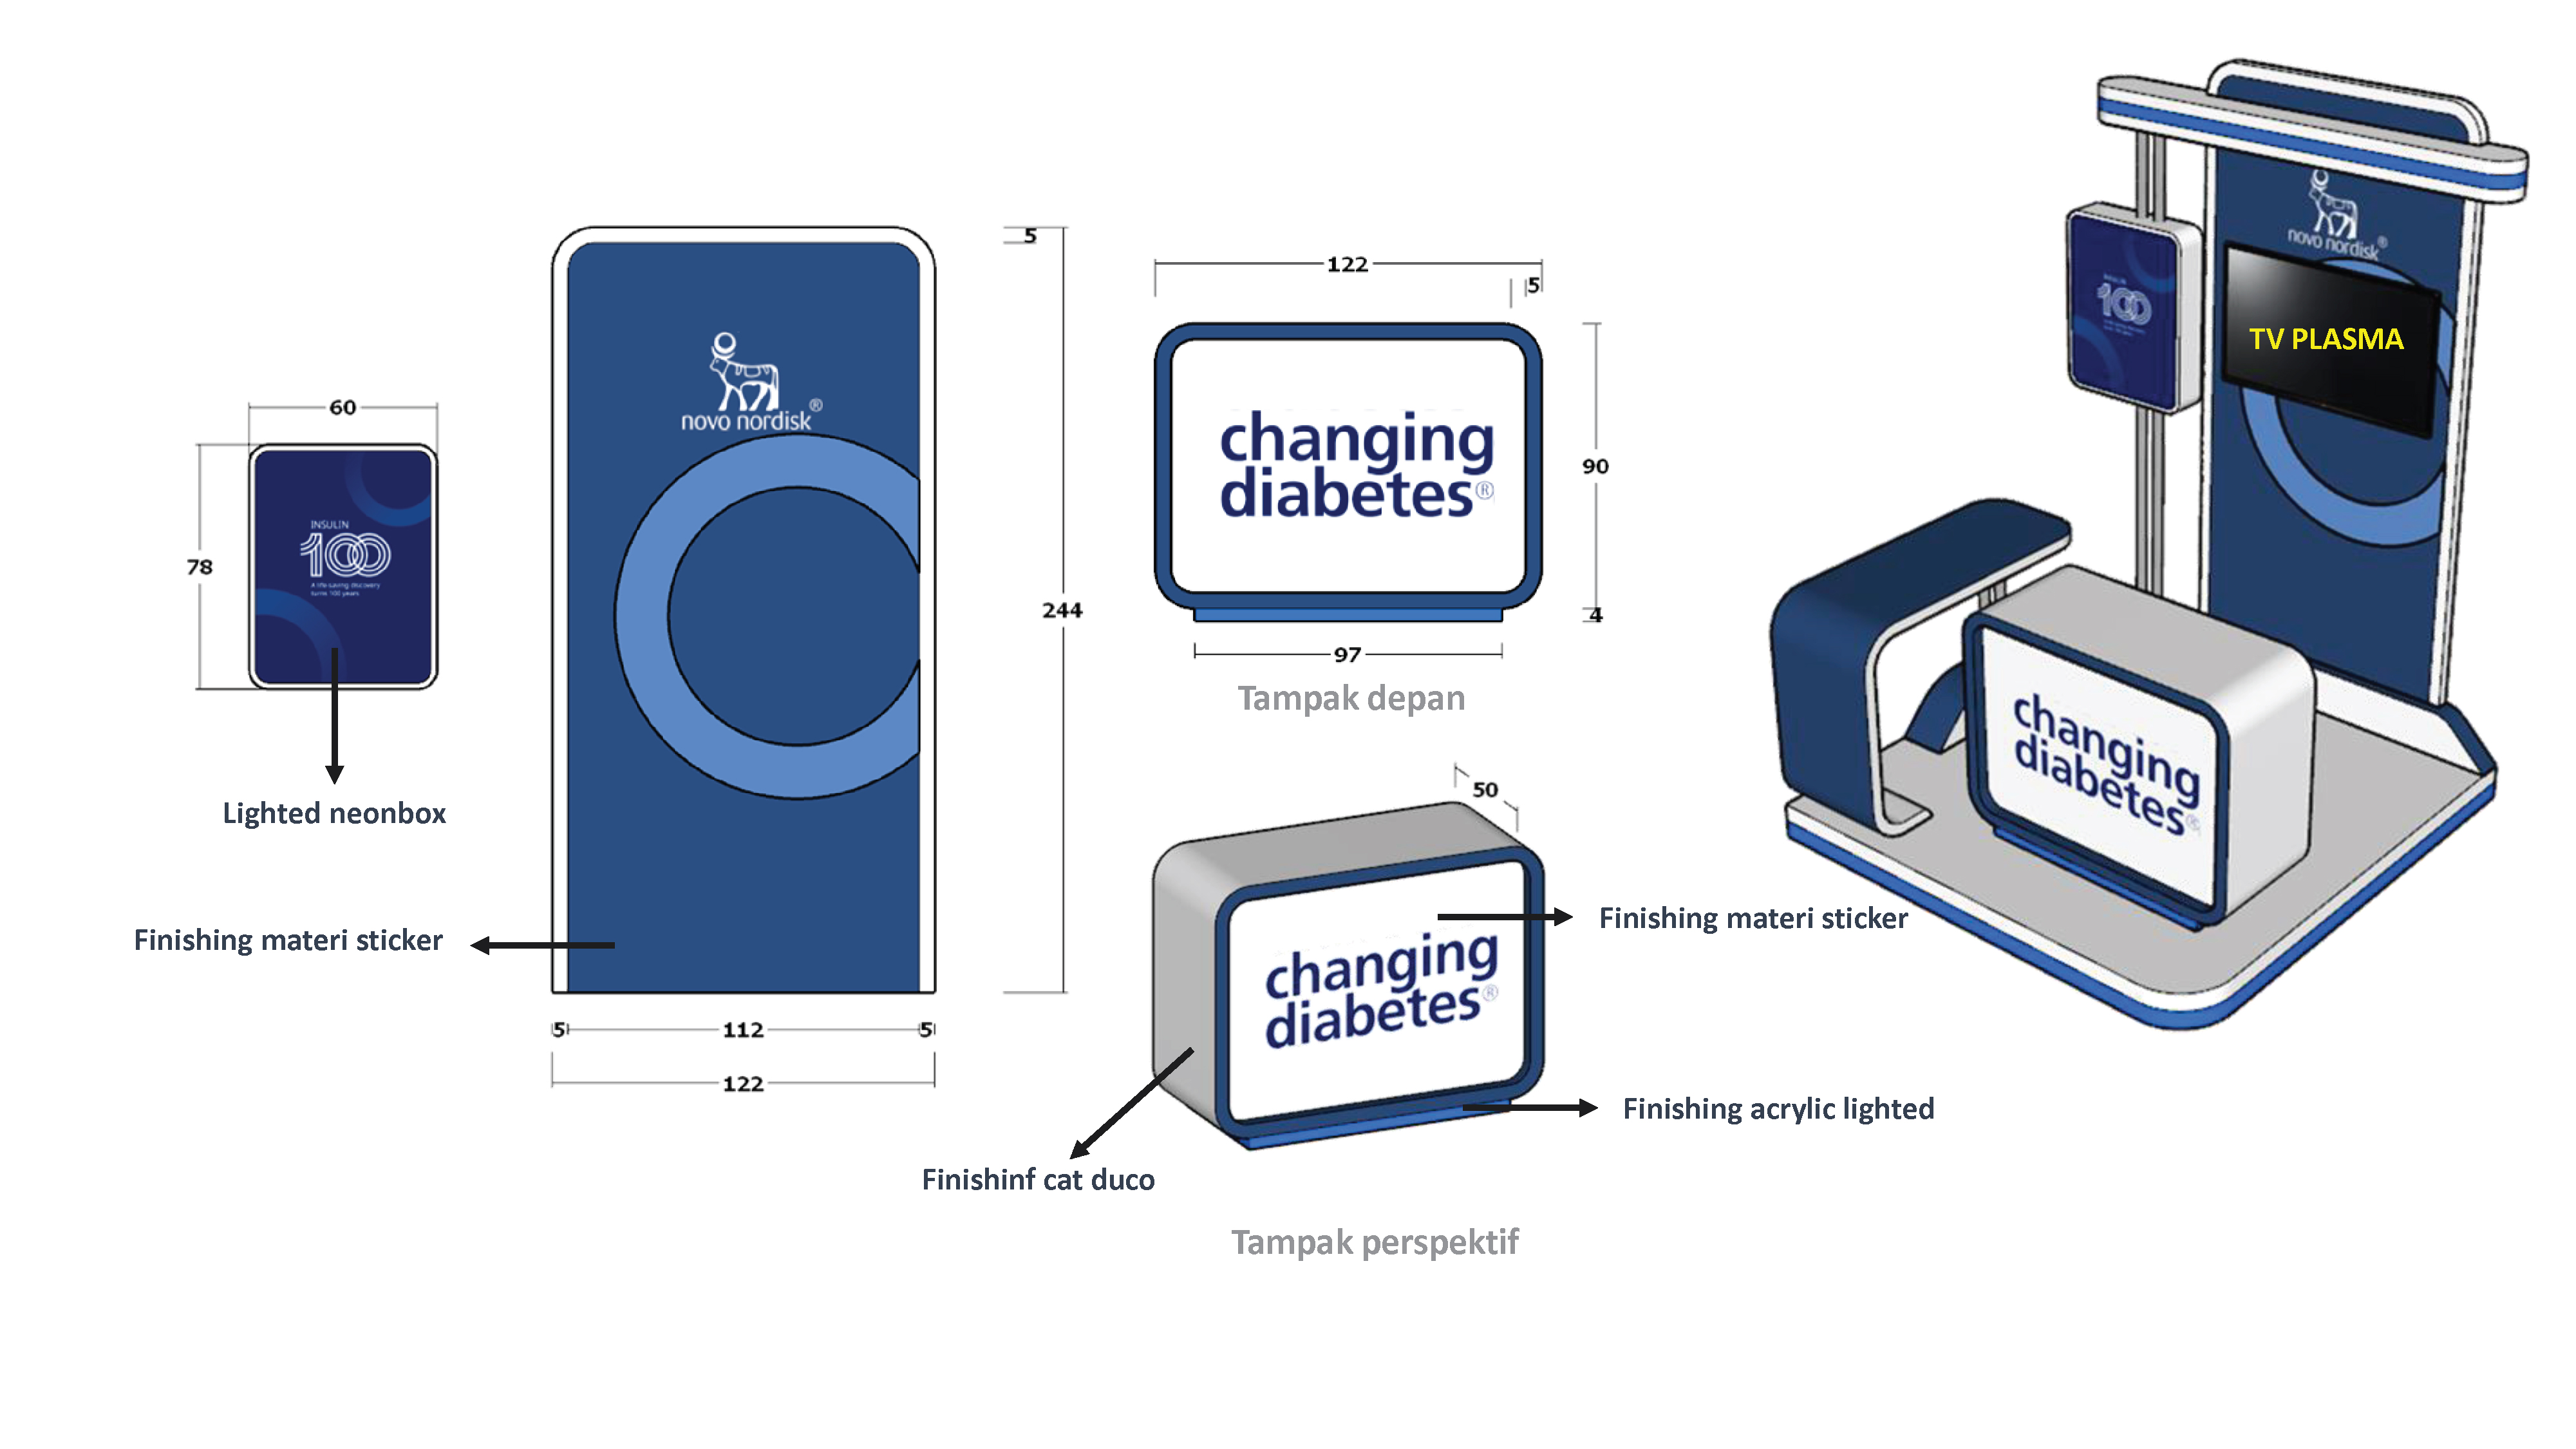 60
78
INSULIN
100
A life-saving discovery
turns 100 years
Lighted neonbox
Finishing materi sticker
novo nordisk®
5
244
5 112 5
122
122
5
changing
diabetes®
90
4
97
Tampak depan
50
changing
diabetes®
Finishing materi sticker
Finishing acrylic lighted
Finishinf cat duco
Tampak perspektif
novo nordisk®
TV PLASMA
INSULIN
100
changing
diabetes®